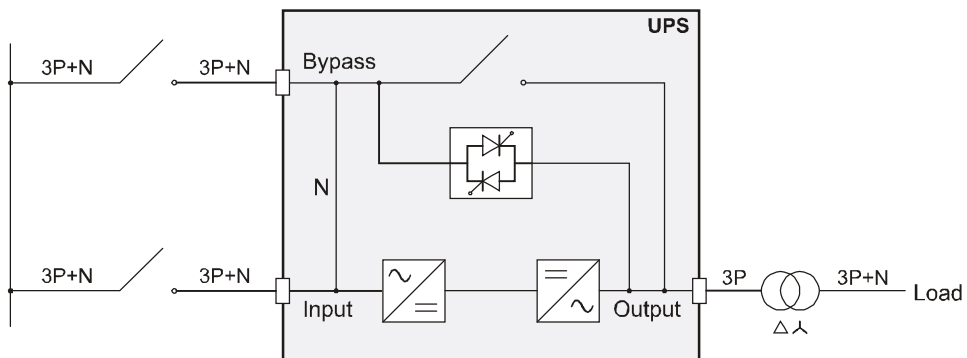 UPS
3P+N
3P+N
Bypass
N
3P+N
3P+N
Input
Output
3P
3P+N
Load